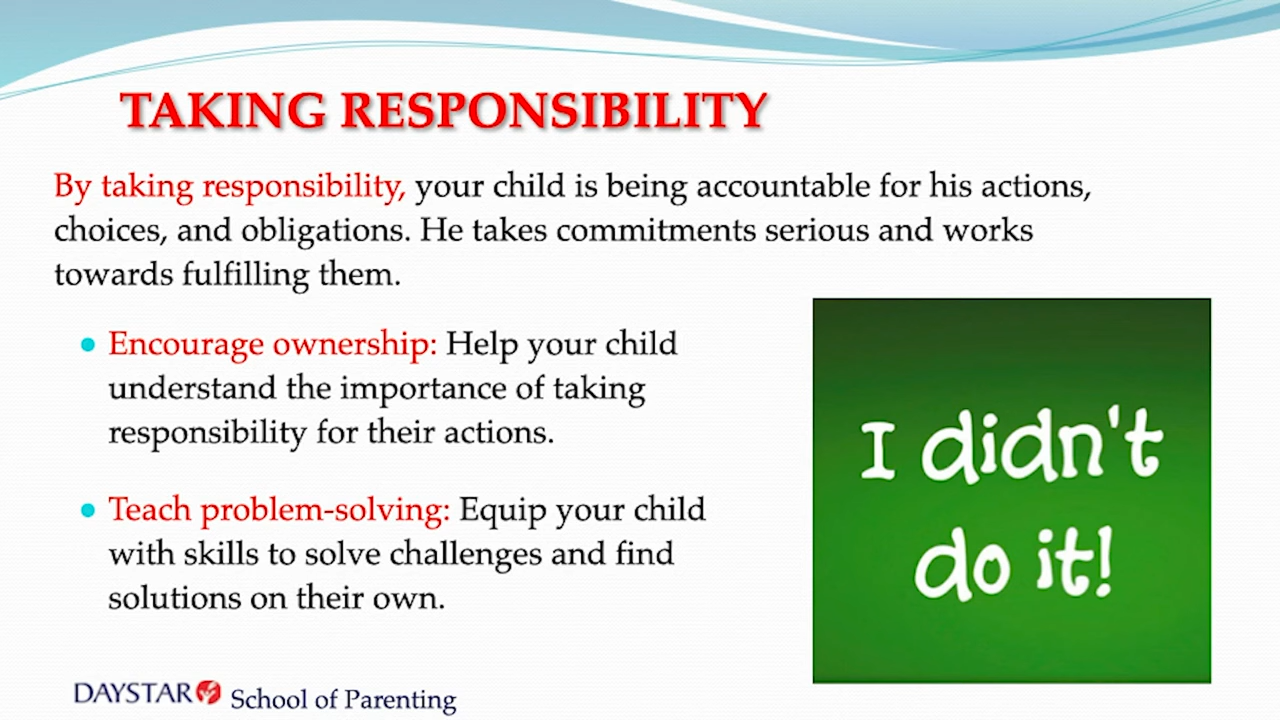 TAKING RESPONSIBILITY
By taking responsibility, your child is being accountable for his actions,
choices, and obligations. He takes commitments serious and works
towards fulfilling them.
• Encourage ownership: Help your child
understand the importance of taking
responsibility for their actions.
• Teach problem-solving: Equip your child
with skills to solve challenges and find
solutions on their own.
I didn't
do it!
DAYSTAR School of Parenting